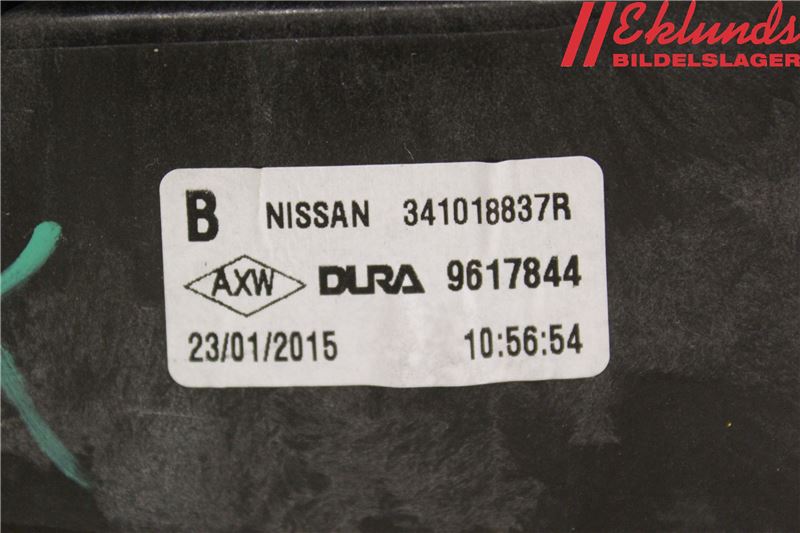 Eklunds
BILDELSLAGER
B NISSAN 341018837R
AXW DURA 9617844
23/01/2015 10:56:54